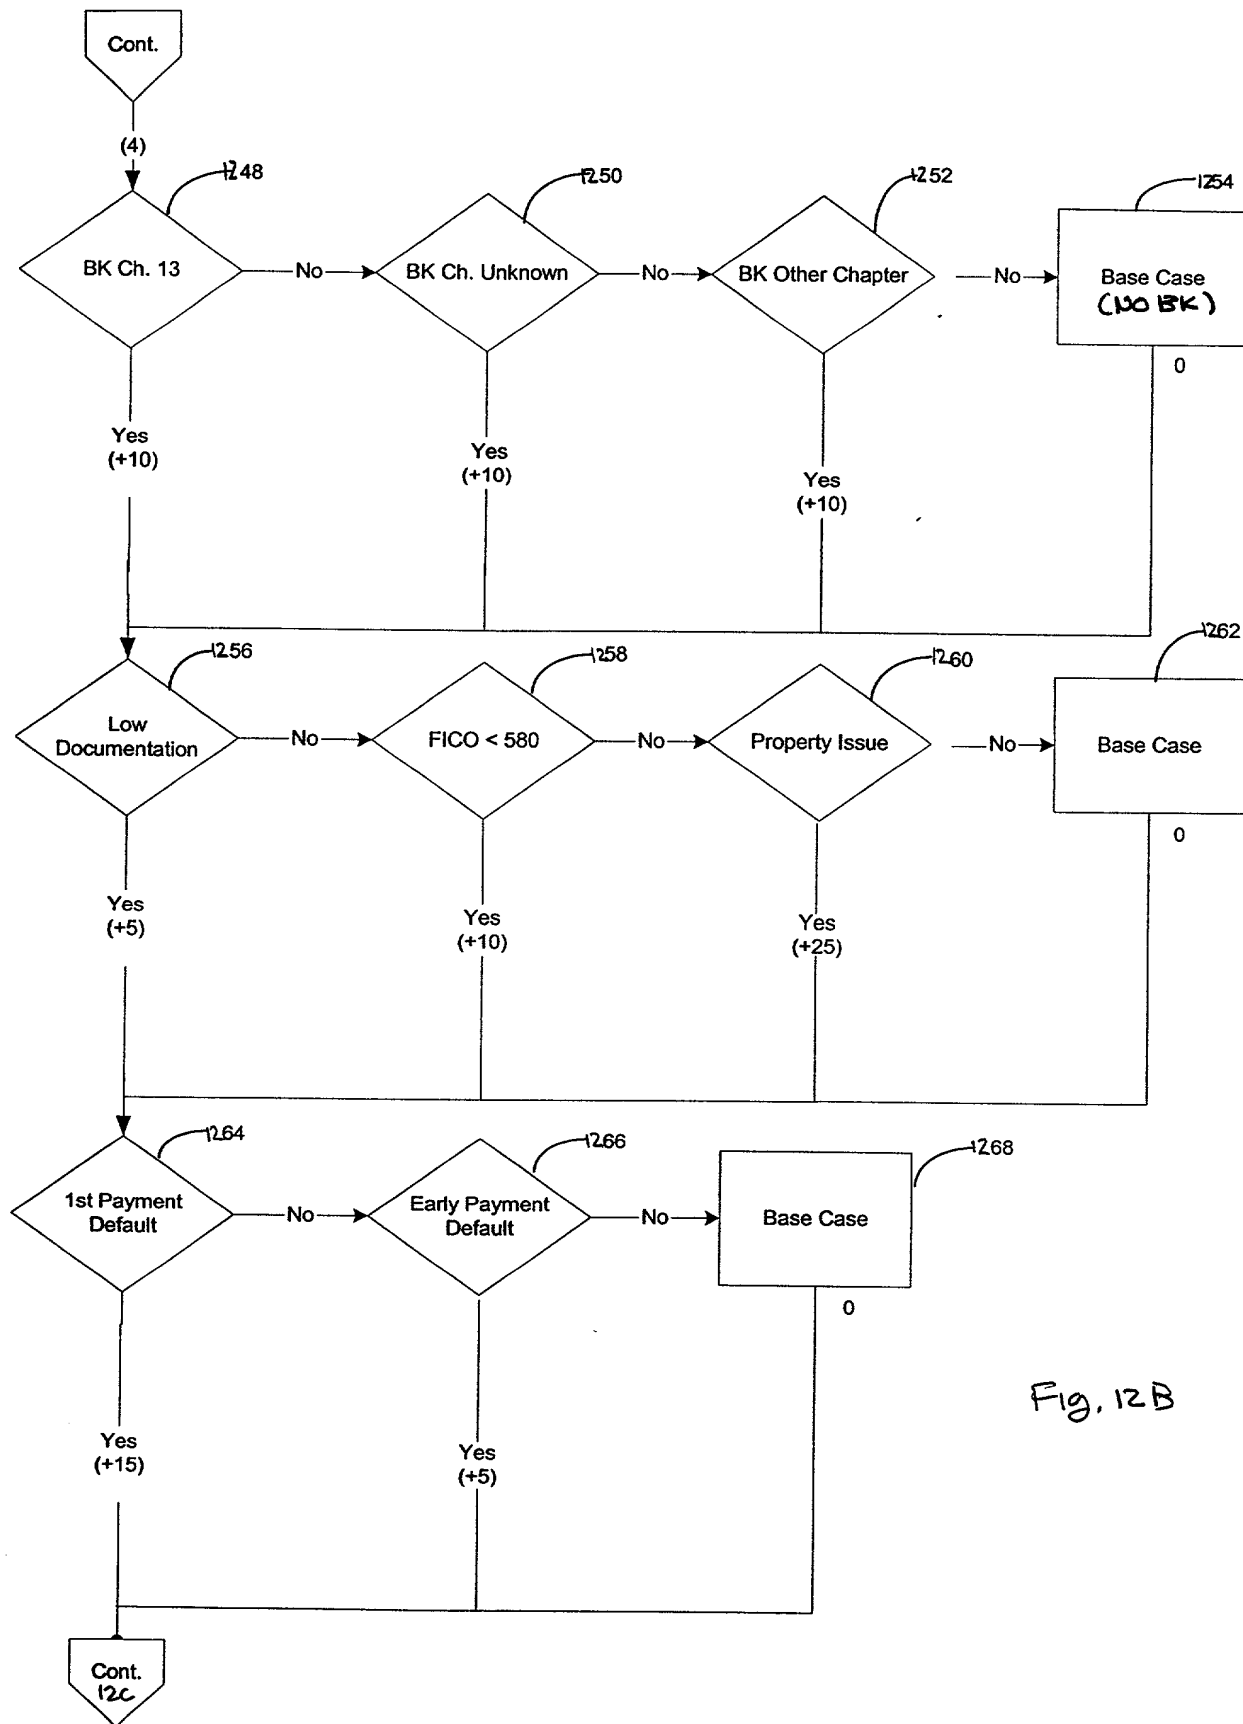 Cont.
(4)
1248
1250
1252
1254
BK Ch. 13
No
BK Ch. Unknown
No
BK Other Chapter
No
Base Case
(NO BK)
0
Yes
(+10)
Yes
(+10)
Yes
(+10)
1256
1258
1260
1262
Low
Documentation
No
FICO < 580
No
Property Issue
No
Base Case
0
Yes
(+5)
Yes
(+10)
Yes
(+25)
1264
1266
1268
1st Payment
Default
No
Early Payment
Default
No
Base Case
0
Yes
(+15)
Yes
(+5)
Fig. 12B
Cont.
12C